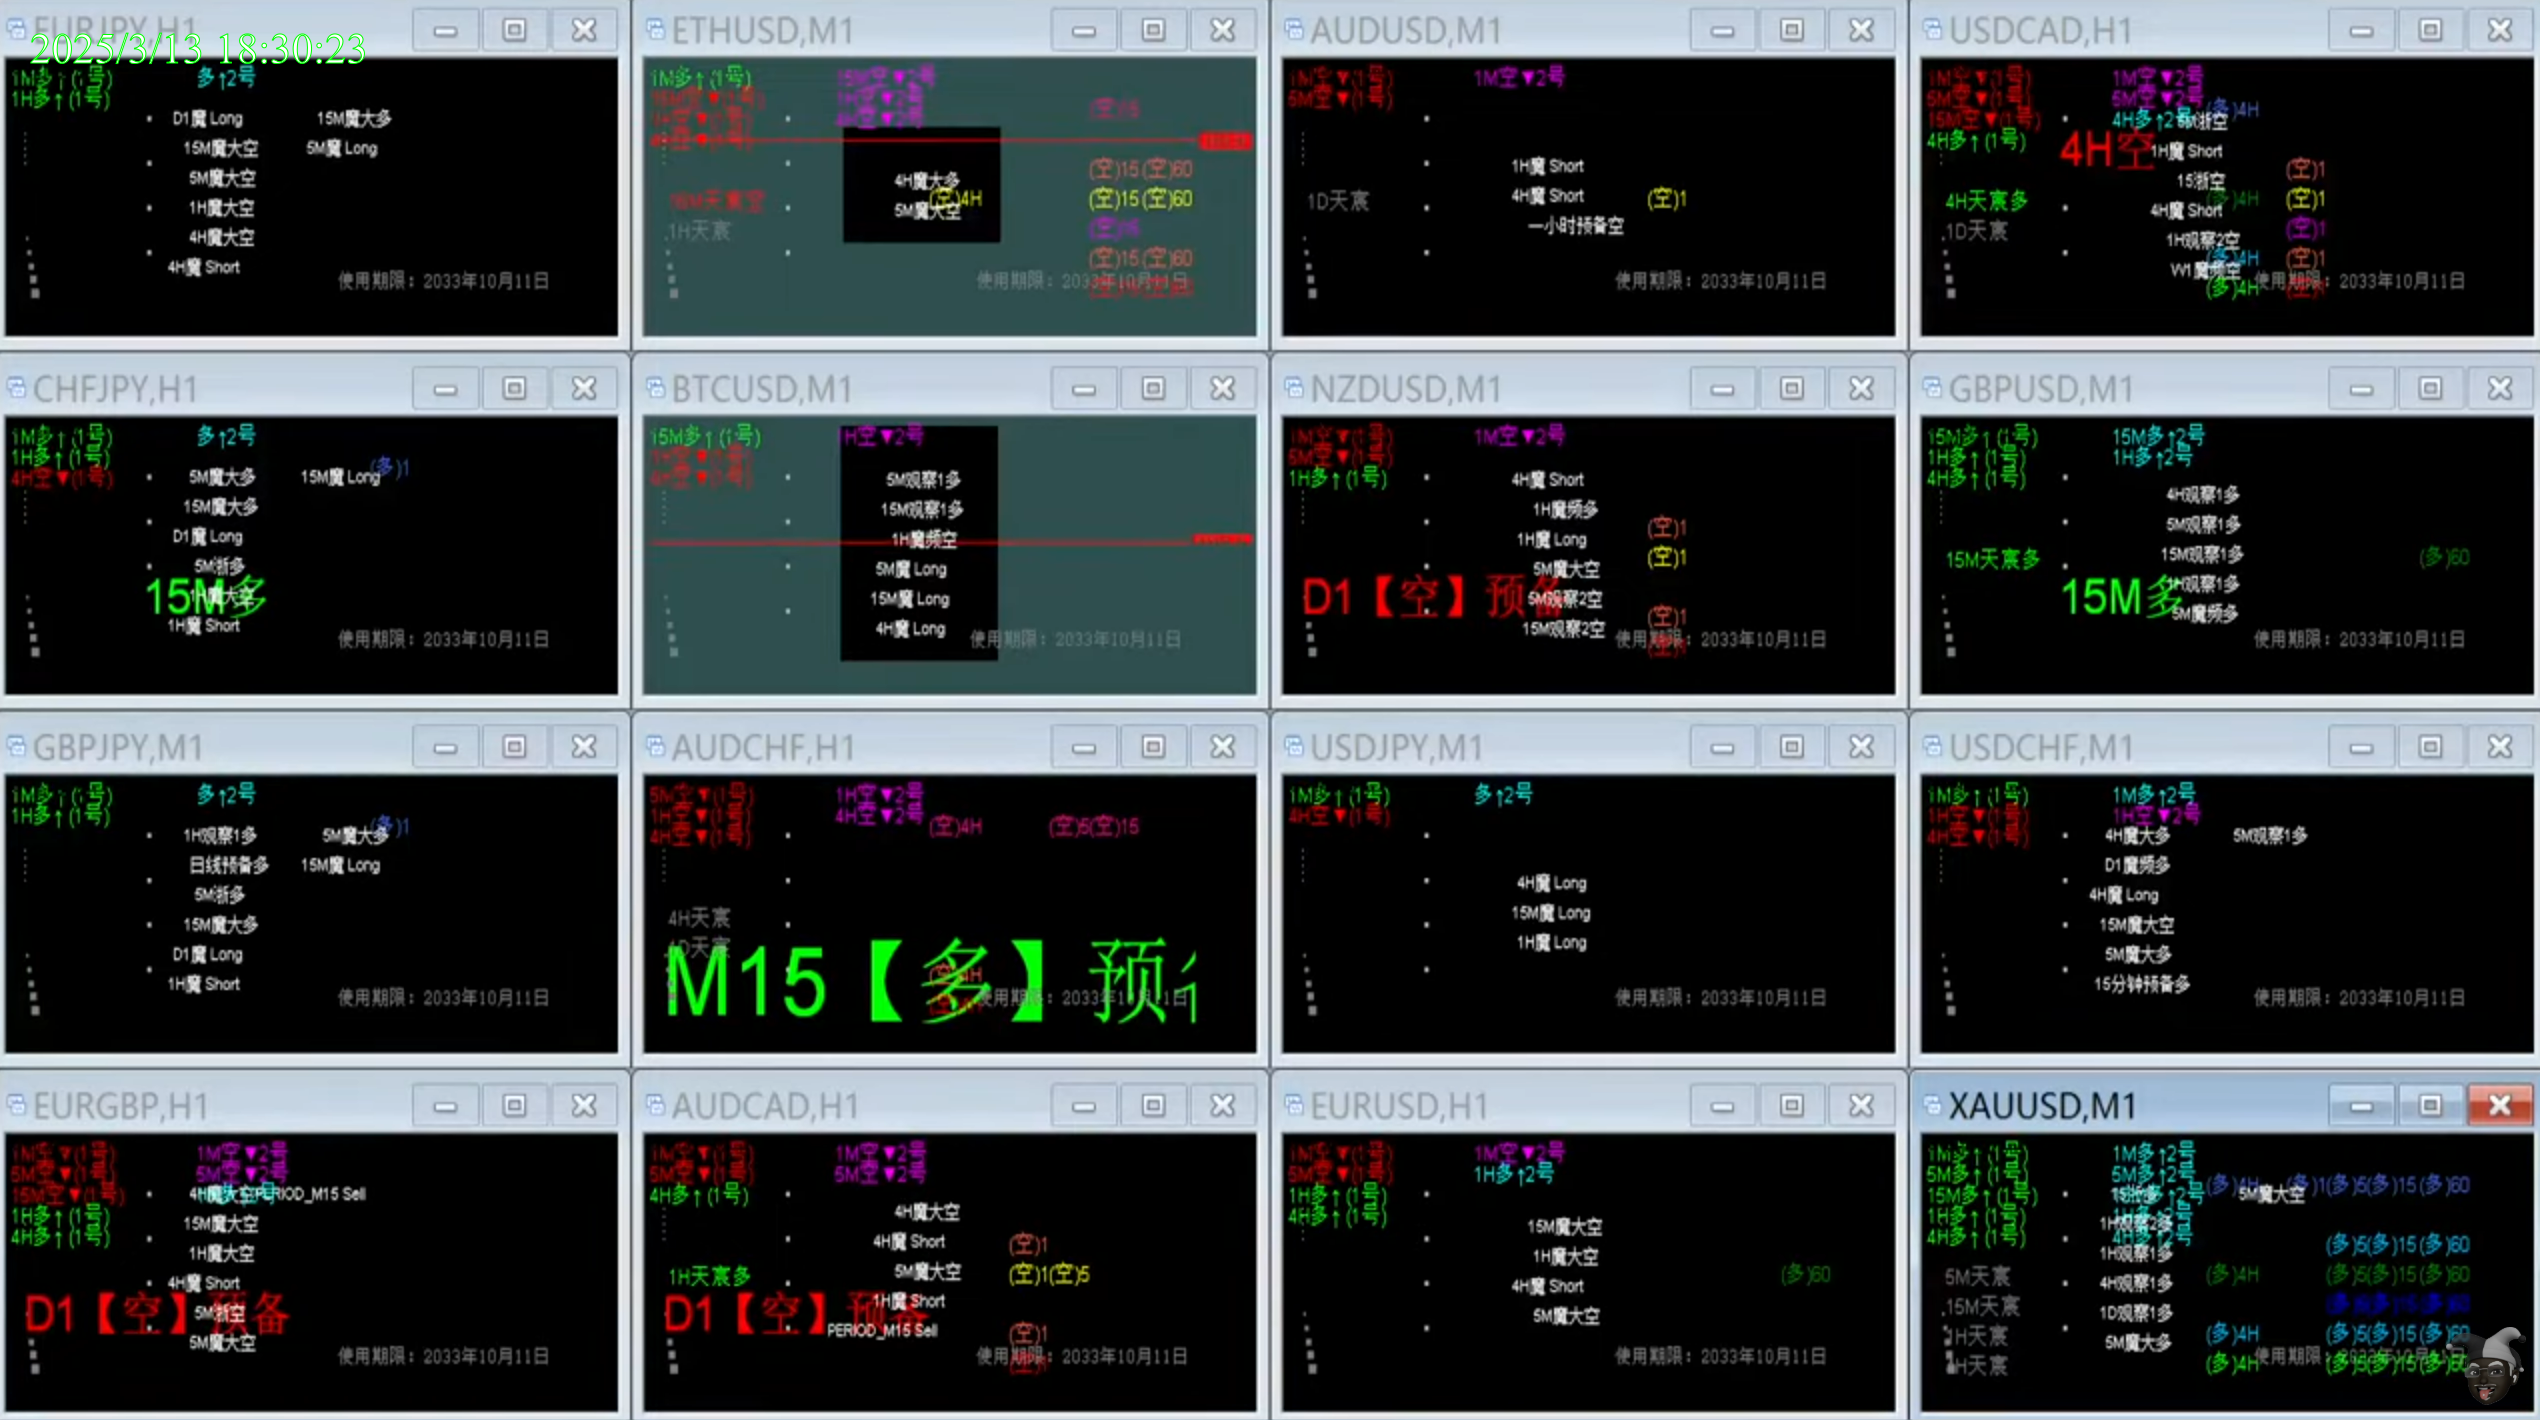 EURJPY,H1
2025/3/13 18:30:23
1M多↑(1号)
多↑2号
1H多↑(1号)
D1魔 Long
15M魔大多
15M魔大空
5M魔 Long
5M魔大空
1H魔大空
4H魔大空
4H魔 Short
使用期限：2033年10月11日
ETHUSD,M1
1M多↑(1号)
15M空▼2号
1H空▼2号
4H空▼2号
(空)15
4H魔大多
(空)15(空)60
(空)4H
(空)15(空)60
5M魔大空
(空)15
1H天宸
(空)15(空)60
使用期限：2033年10月11日
AUDUSD,M1
1M空▼(1号)
1M空▼2号
5M空▼(1号)
1H魔 Short
1D天宸
4H魔 Short
(空)1
一小时预备空
使用期限：2033年10月11日
USDCAD,H1
1M空▼(1号)
1M空▼2号
5M空▼(1号)
5M空▼2号
15M空▼(1号)
4H多↑2号
(多)4H
4H多↑(1号)
4H空
1H魔 Short
15浙空
(空)1
4H天宸多
4H魔 Short
(多)4H
(空)1
1D天宸
1H观察2空
(空)1
W1魔频空
(多)4H
(空)1
(多)4H
使用期限：2033年10月11日
CHFJPY,H1
1M多↑(1号)
多↑2号
1H多↑(1号)
4H空▼(1号)
5M魔大多
15M魔 Long
(多)1
15M魔大多
D1魔 Long
5M浙多
15M多
1H魔大空
1H魔 Short
使用期限：2033年10月11日
BTCUSD,M1
15M多↑(1号)
1H空▼2号
1H空▼(1号)
4H空▼(1号)
5M观察1多
15M观察1多
1H魔频空
5M魔 Long
15M魔 Long
4H魔 Long
使用期限：2033年10月11日
NZDUSD,M1
1M空▼(1号)
1M空▼2号
5M空▼(1号)
1H多↑(1号)
4H魔 Short
1H魔频多
(空)1
1H魔 Long
(空)1
5M魔大空
D1【空】预备
5M观察2空
(空)1
15M观察2空
使用期限：2033年10月11日
GBPUSD,M1
15M多↑(1号)
15M多↑2号
1H多↑(1号)
1H多↑2号
4H多↑(1号)
4H观察1多
5M观察1多
15M天宸多
15M观察1多
(多)60
15M多
1H观察1多
5M魔频多
使用期限：2033年10月11日
GBPJPY,M1
1M多↑(1号)
多↑2号
1H多↑(1号)
1H观察1多
5M魔大多
(多)1
日线预备多
15M魔 Long
5M浙多
15M魔大多
D1魔 Long
1H魔 Short
使用期限：2033年10月11日
AUDCHF,H1
5M空▼(1号)
1H空▼2号
1H空▼(1号)
4H空▼2号
4H空▼(1号)
(空)4H
(空)5(空)15
4H天宸
1D天宸
M15【多】预
(空)4H
使用期限：2033年10月11日
USDJPY,M1
1M多↑(1号)
多↑2号
4H空▼(1号)
4H魔 Long
15M魔 Long
1H魔 Long
使用期限：2033年10月11日
USDCHF,M1
1M多↑(1号)
1M多↑2号
1H空▼(1号)
1H空▼2号
4H空▼(1号)
4H魔大多
5M观察1多
D1魔频多
4H魔 Long
15M魔大空
5M魔大多
15分钟预备多
使用期限：2033年10月11日
EURGBP,H1
1M空▼(1号)
1M空▼2号
5M空▼(1号)
5M空▼2号
15M空▼(1号)
4H魔大空PERIOD_M15 Sell
1H多↑(1号)
15M魔大空
4H多↑(1号)
1H魔大空
4H魔 Short
D1【空】预备
5M浙空
5M魔大空
使用期限：2033年10月11日
AUDCAD,H1
1M空▼(1号)
1M空▼2号
5M空▼(1号)
5M空▼2号
4H多↑(1号)
4H魔大空
4H魔 Short
(空)1
1H天宸多
5M魔大空
(空)1(空)5
D1【空】预备
1H魔 Short
PERIOD_M15 Sell
(空)1
使用期限：2033年10月11日
EURUSD,H1
1M空▼(1号)
1M空▼2号
5M空▼(1号)
1H多↑2号
1H多↑(1号)
4H多↑(1号)
15M魔大空
1H魔大空
4H魔 Short
(多)60
5M魔大空
使用期限：2033年10月11日
XAUUSD,M1
1M多↑(1号)
1M多↑2号
5M多↑(1号)
5M多↑2号
15M多↑(1号)
(多)4H
5M魔大空
(多)1(多)5(多)15(多)60
1H多↑(1号)
1H观察2多
4H多↑(1号)
4H多↑2号
1H观察1多
(多)5(多)15(多)60
5M天宸
4H观察1多
(多)4H
(多)5(多)15(多)60
15M天宸
1D观察1多
(多)5(多)15(多)60
1H天宸
5M魔大多
(多)4H
(多)5(多)15(多)60
4H天宸
(多)4H
(多)5(多)15(多)60
使用期限：